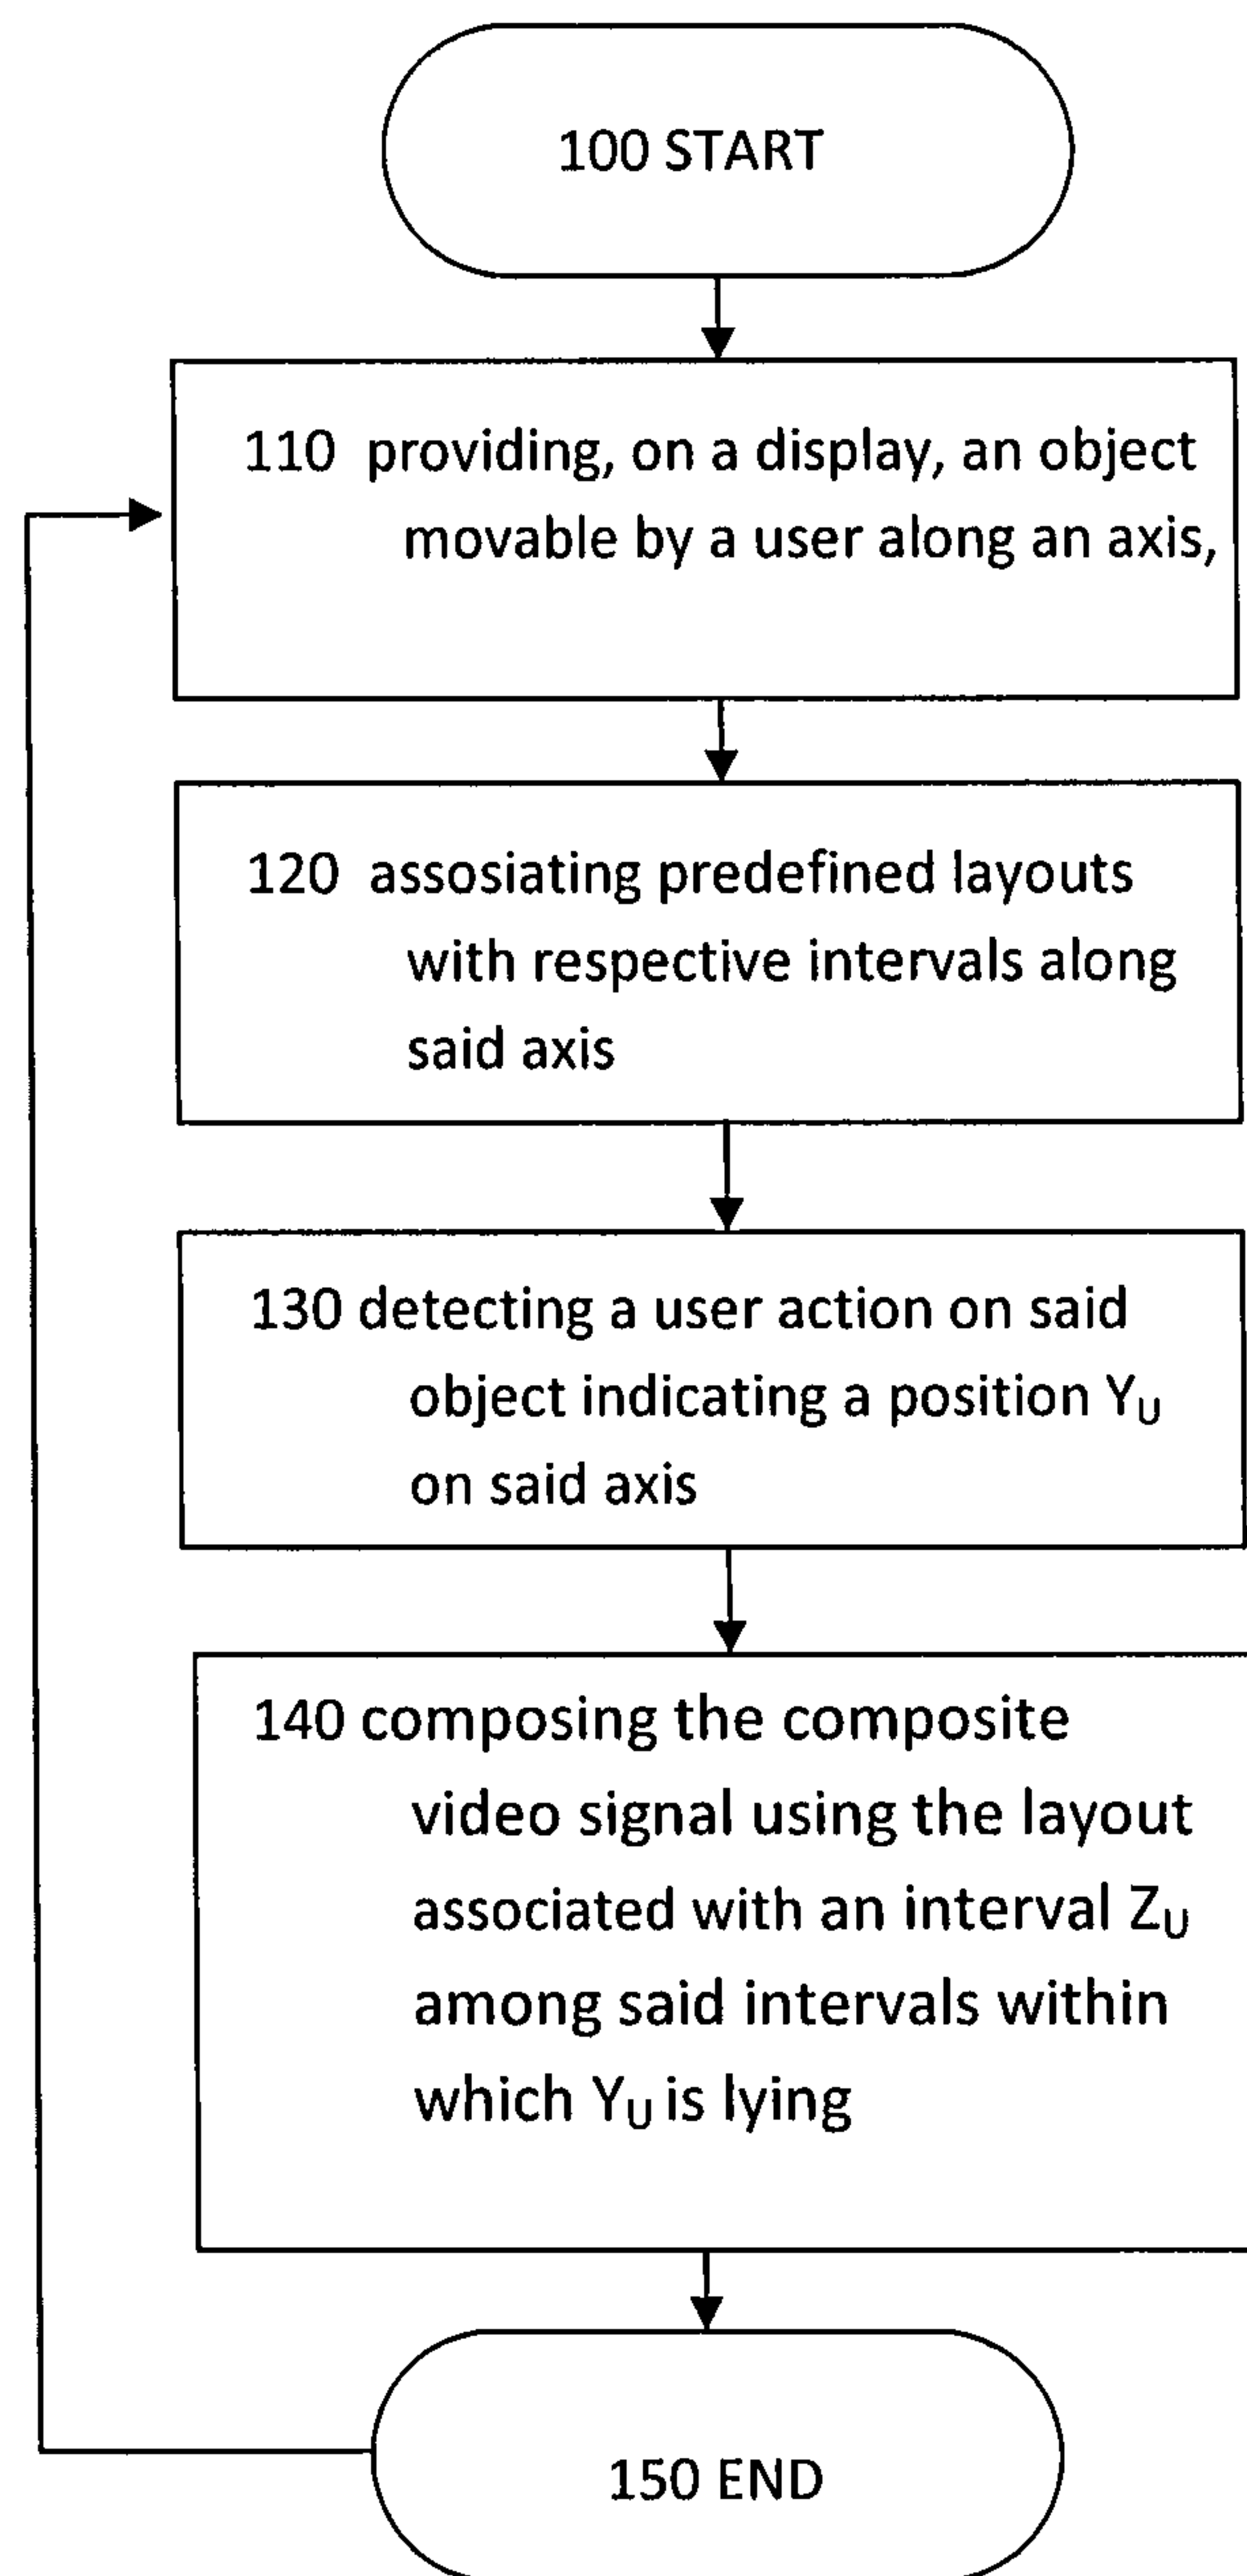 100 START
110 providing, on a display, an object
movable by a user along an axis,
120 assosiating predefined layouts
with respective intervals along
said axis
130 detecting a user action on said
object indicating a position Y_U
on said axis
140 composing the composite
video signal using the layout
associated with an interval Z_U
among said intervals within
which Y_U is lying
150 END